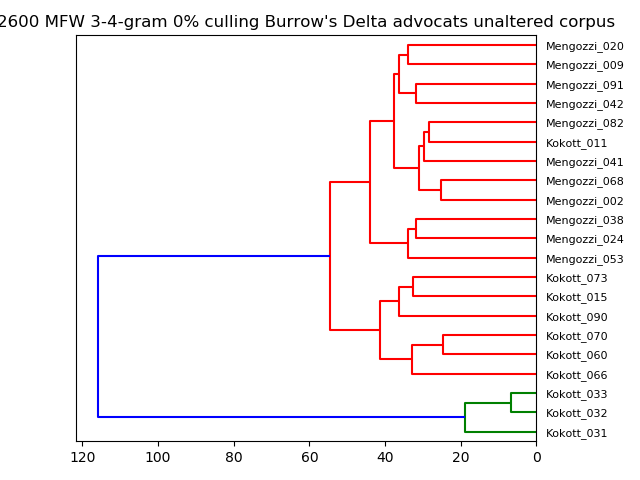 2600 MFW 3-4-gram 0% culling Burrow's Delta advocats unaltered corpus
Mengozzi_020
Mengozzi_009
Mengozzi_091
Mengozzi_042
Mengozzi_082
Kokott_011
Mengozzi_041
Mengozzi_068
Mengozzi_002
Mengozzi_038
Mengozzi_024
Mengozzi_053
Kokott_073
Kokott_015
Kokott_090
Kokott_070
Kokott_060
Kokott_066
Kokott_033
Kokott_032
Kokott_031
120 100 80 60 40 20 0